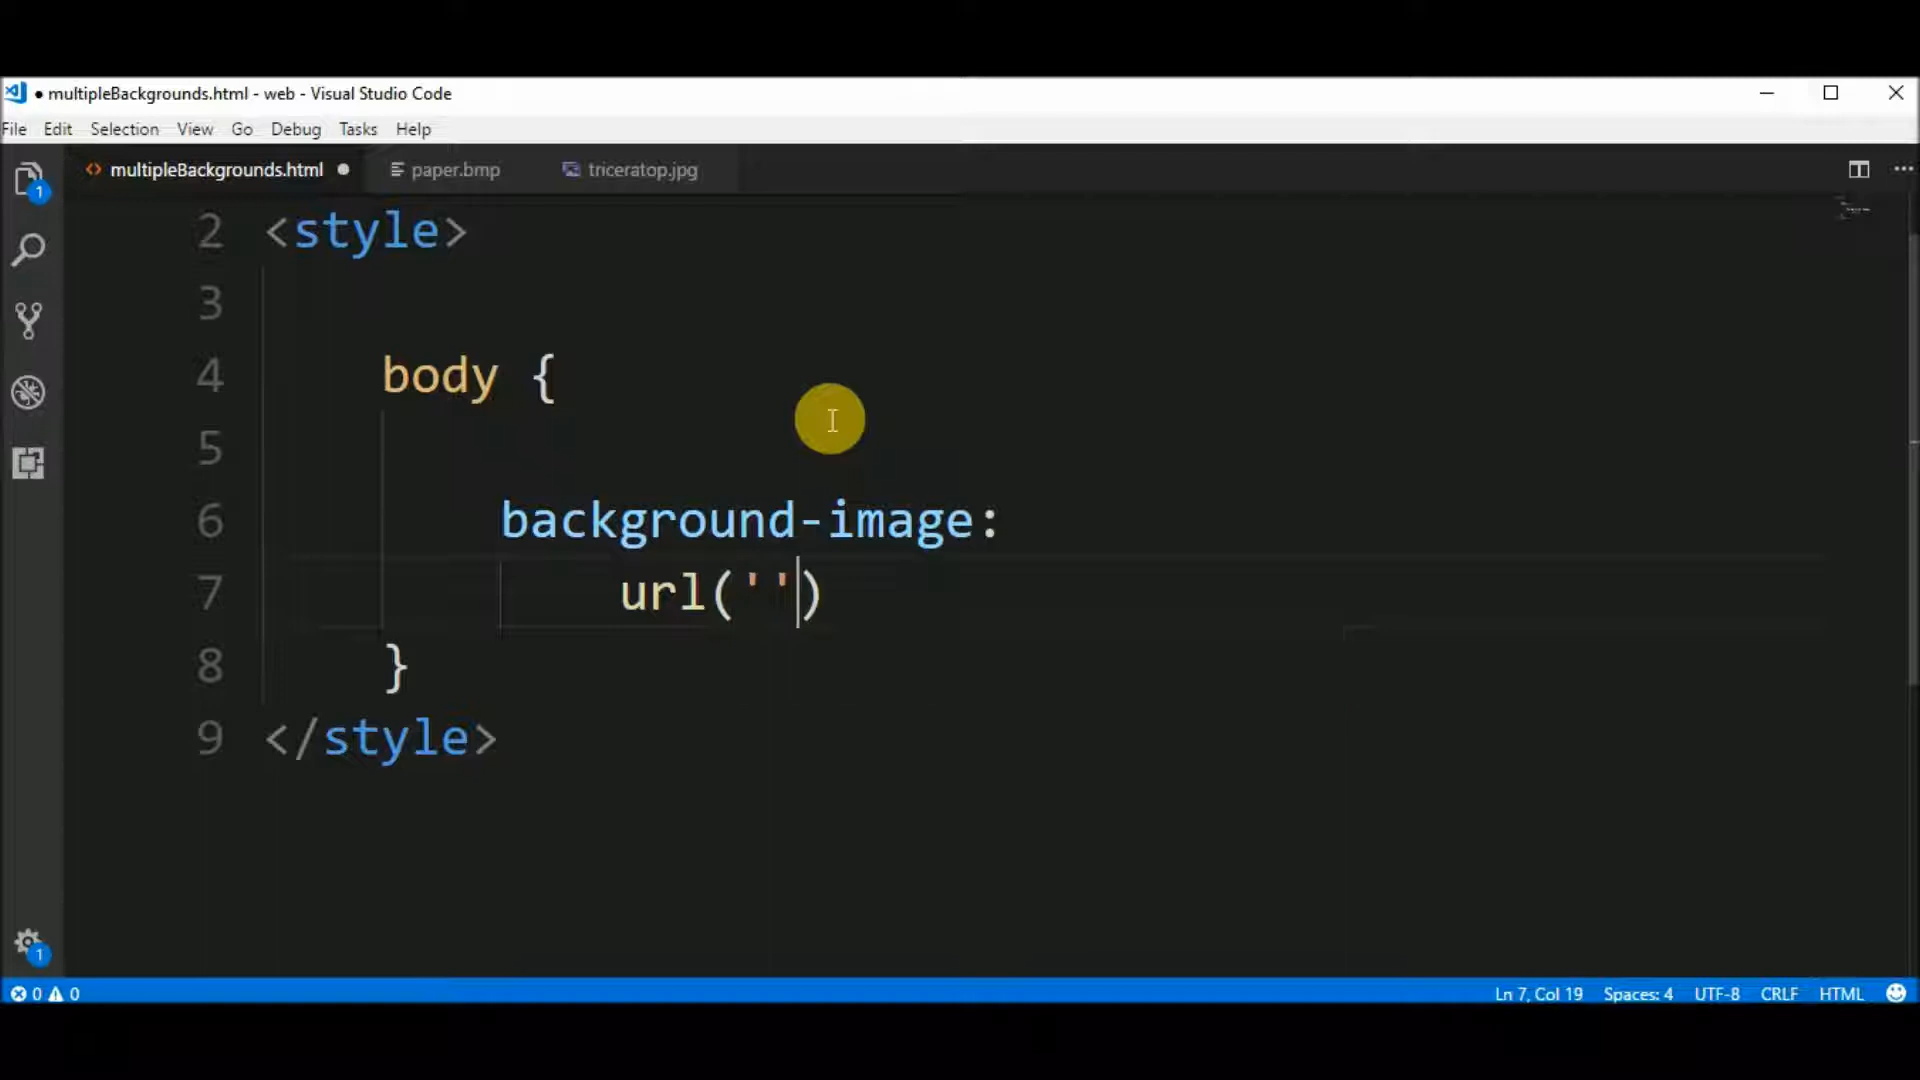 ● multipleBackgrounds.html - web - Visual Studio Code
File Edit Selection View Go Debug Tasks Help
multipleBackgrounds.html ● paper.bmp triceratop.jpg
2 <style>
3
4 body {
5
6 background-image:
7 url('')
8 }
9 </style>
1
1
0 0 Ln 7, Col 19 Spaces: 4 UTF-8 CRLF HTML